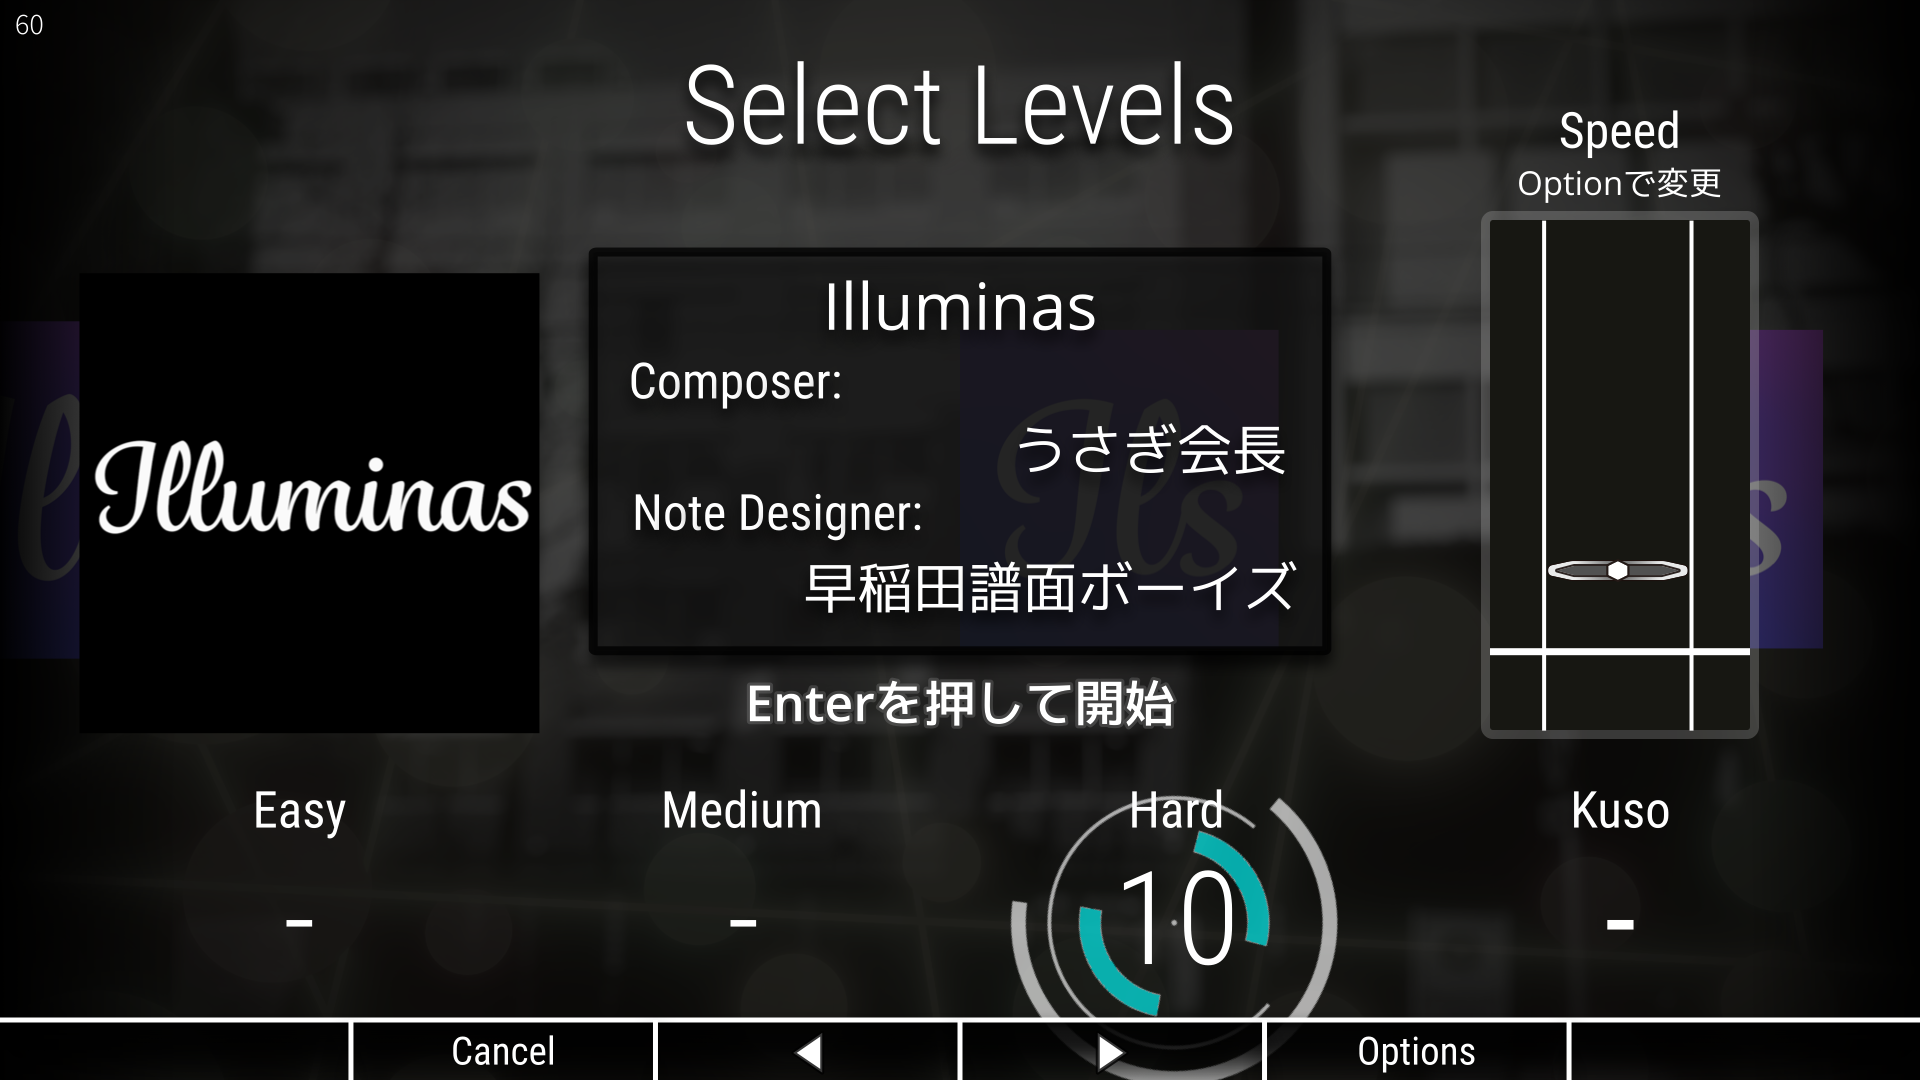 60
Select Levels
Speed
Optionで変更
Illuminas
Illuminas
Composer:
うさぎ会長
Note Designer:
早稲田譜面ボーイズ
Ils
s
Enterを押して開始
Easy
Medium
Hard
Kuso
-
-
10
-
Cancel
◀
▶
Options